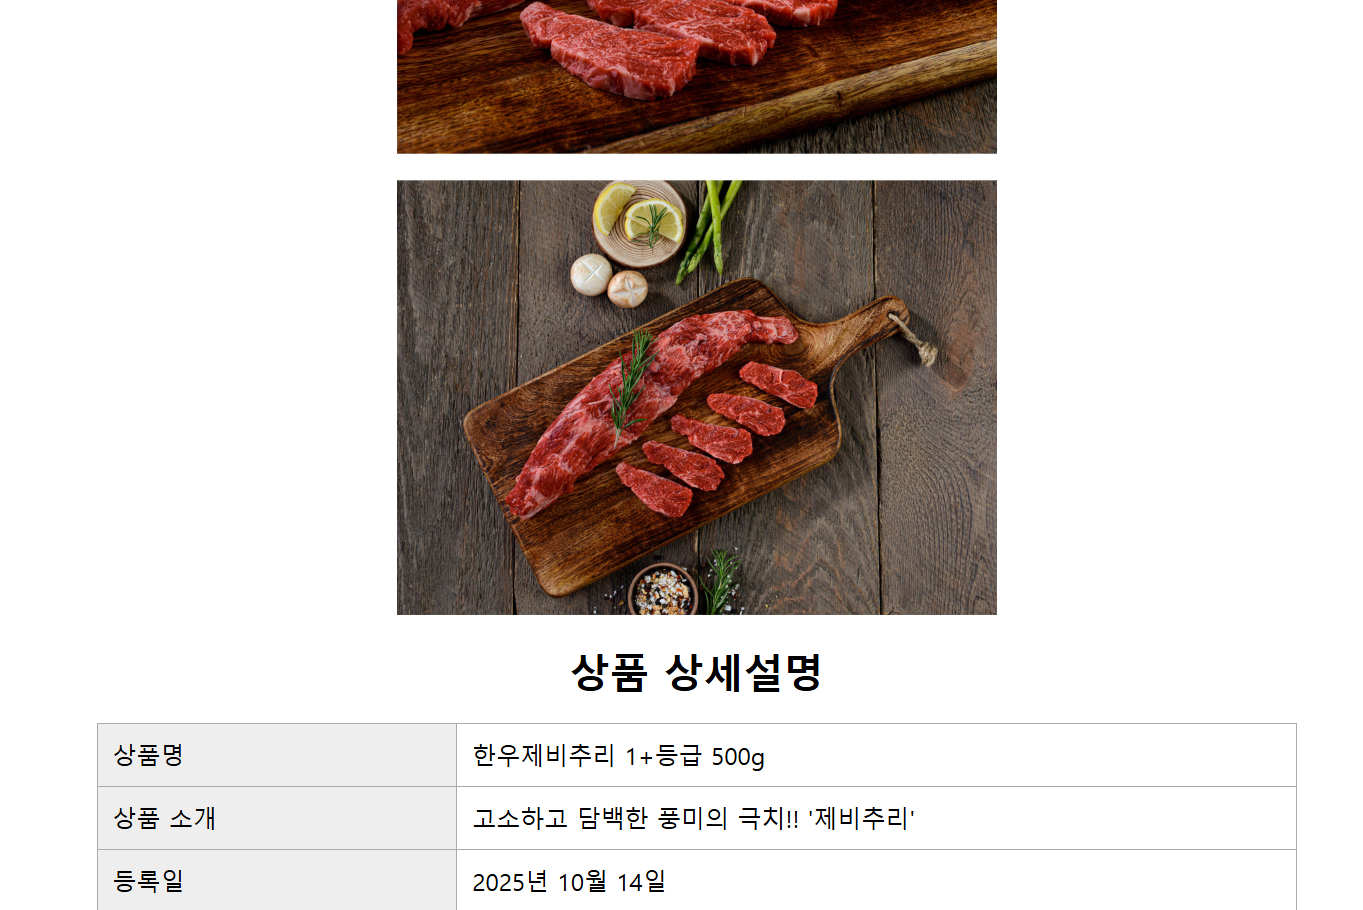 상품 상세설명
상품명
한우제비추리 1+등급 500g
상품 소개
고소하고 담백한 풍미의 극치!! '제비추리'
등록일
2025년 10월 14일